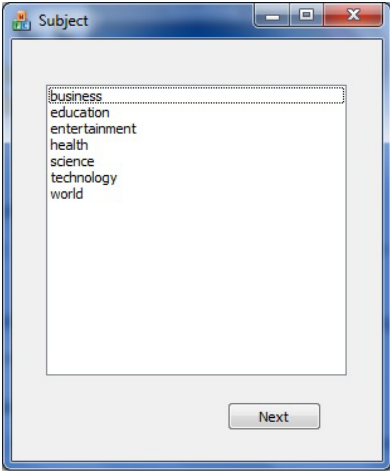 Subject
business
education
entertainment
health
science
technology
world
Next